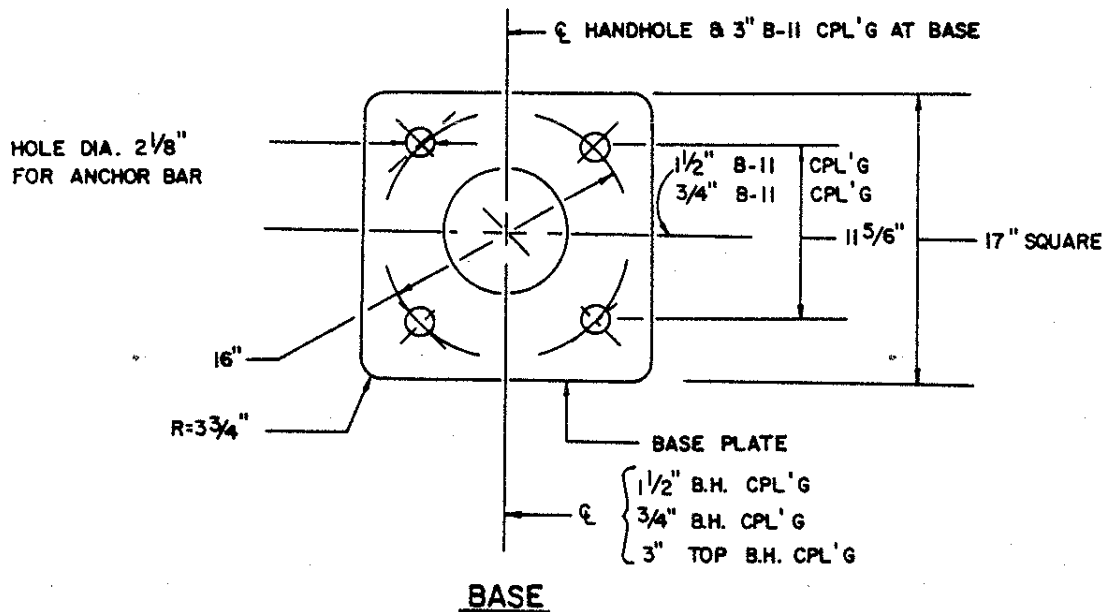 ℄ HANDHOLE & 3" B-11 CPL'G AT BASE
HOLE DIA. 2 1/8"
FOR ANCHOR BAR
1 1/2" B-11 CPL'G
3/4" B-11 CPL'G
11 5/6"
17" SQUARE
16"
R=3 3/4"
BASE PLATE
℄
1 1/2" B.H. CPL'G
3/4" B.H. CPL'G
3" TOP B.H. CPL'G
BASE